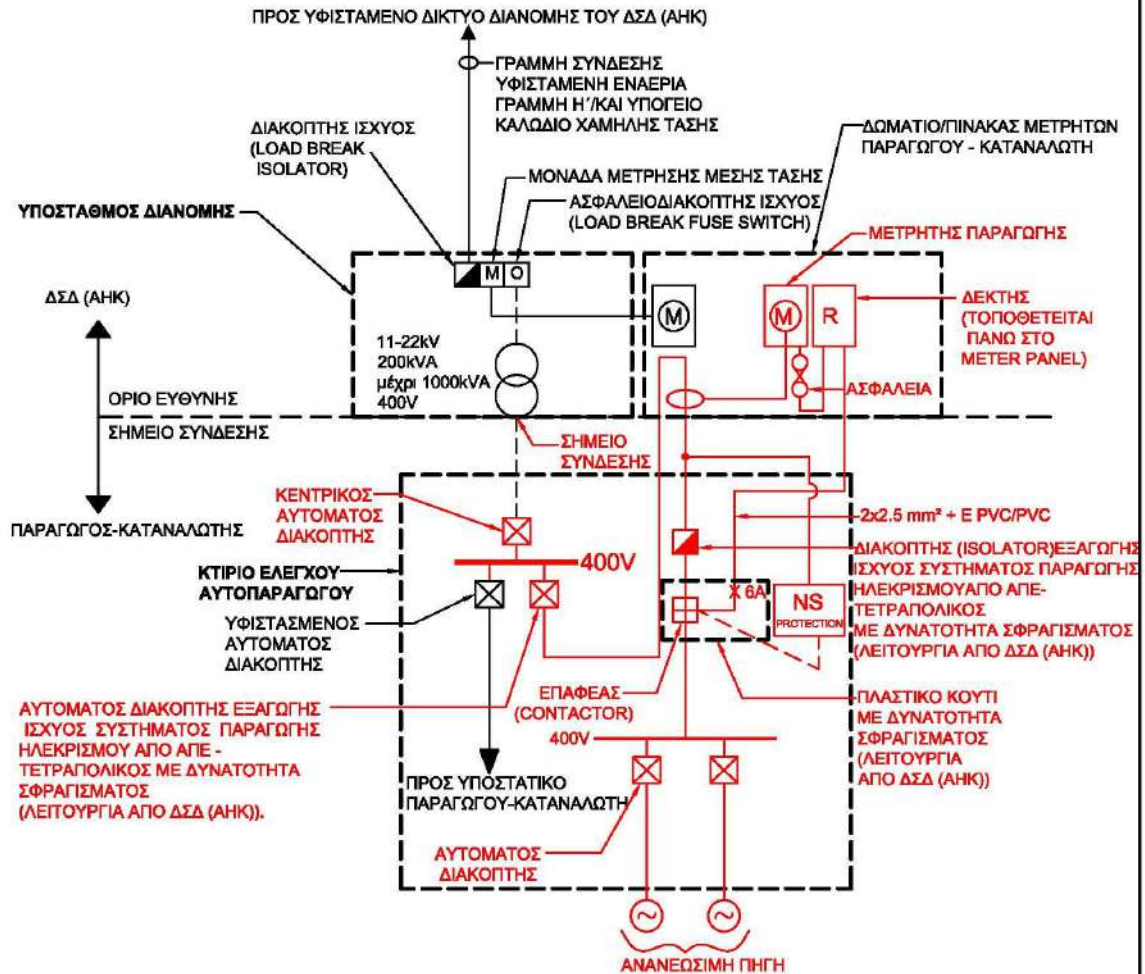 ΠΡΟΣ ΥΦΙΣΤΑΜΕΝΟ ΔΙΚΤΥΟ ΔΙΑΝΟΜΗΣ ΤΟΥ ΔΣΔ (ΑΗΚ)
ΓΡΑΜΜΗ ΣΥΝΔΕΣΗΣ
ΥΦΙΣΤΑΜΕΝΗ ΕΝΑΕΡΙΑ
ΓΡΑΜΜΗ Η΄/ΚΑΙ ΥΠΟΓΕΙΟ
ΚΑΛΩΔΙΟ ΧΑΜΗΛΗΣ ΤΑΣΗΣ
ΔΙΑΚΟΠΤΗΣ ΙΣΧΥΟΣ
(LOAD BREAK
ISOLATOR)
ΔΩΜΑΤΙΟ/ΠΙΝΑΚΑΣ ΜΕΤΡΗΤΩΝ
ΠΑΡΑΓΩΓΟΥ - ΚΑΤΑΝΑΛΩΤΗ
ΜΟΝΑΔΑ ΜΕΤΡΗΣΗΣ ΜΕΣΗΣ ΤΑΣΗΣ
ΑΣΦΑΛΕΙΟΔΙΑΚΟΠΤΗΣ ΙΣΧΥΟΣ
(LOAD BREAK FUSE SWITCH)
ΥΠΟΣΤΑΘΜΟΣ ΔΙΑΝΟΜΗΣ
ΜΕΤΡΗΤΗΣ ΠΑΡΑΓΩΓΗΣ
M O
ΔΣΔ (ΑΗΚ)
M
M
R
ΔΕΚΤΗΣ
(ΤΟΠΟΘΕΤΕΙΤΑΙ
ΠΑΝΩ ΣΤΟ
METER PANEL)
11-22kV
200kVA
μέχρι 1000kVA
400V
ΑΣΦΑΛΕΙΑ
ΟΡΙΟ ΕΥΘΥΝΗΣ
ΣΗΜΕΙΟ ΣΥΝΔΕΣΗΣ
ΣΗΜΕΙΟ
ΣΥΝΔΕΣΗΣ
ΠΑΡΑΓΩΓΟΣ-ΚΑΤΑΝΑΛΩΤΗΣ
ΚΕΝΤΡΙΚΟΣ
ΑΥΤΟΜΑΤΟΣ
ΔΙΑΚΟΠΤΗΣ
2x2.5 mm² + E PVC/PVC
ΔΙΑΚΟΠΤΗΣ (ISOLATOR)ΕΞΑΓΩΓΗΣ
ΙΣΧΥΟΣ ΣΥΣΤΗΜΑΤΟΣ ΠΑΡΑΓΩΓΗΣ
ΗΛΕΚΡΙΣΜΟΥΑΠΟ ΑΠΕ-
ΤΕΤΡΑΠΟΛΙΚΟΣ
ΜΕ ΔΥΝΑΤΟΤΗΤΑ ΣΦΡΑΓΙΣΜΑΤΟΣ
(ΛΕΙΤΟΥΡΓΙΑ ΑΠΟ ΔΣΔ (ΑΗΚ))
ΚΤΙΡΙΟ ΕΛΕΓΧΟΥ
ΑΥΤΟΠΑΡΑΓΩΓΟΥ
400V
6A
NS
PROTECTION
ΥΦΙΣΤΑΣΜΕΝΟΣ
ΑΥΤΟΜΑΤΟΣ
ΔΙΑΚΟΠΤΗΣ
ΕΠΑΦΕΑΣ
(CONTACTOR)
ΠΛΑΣΤΙΚΟ ΚΟΥΤΙ
ΜΕ ΔΥΝΑΤΟΤΗΤΑ
ΣΦΡΑΓΙΣΜΑΤΟΣ
(ΛΕΙΤΟΥΡΓΙΑ
ΑΠΟ ΔΣΔ (ΑΗΚ))
ΑΥΤΟΜΑΤΟΣ ΔΙΑΚΟΠΤΗΣ ΕΞΑΓΩΓΗΣ
ΙΣΧΥΟΣ ΣΥΣΤΗΜΑΤΟΣ ΠΑΡΑΓΩΓΗΣ
ΗΛΕΚΡΙΣΜΟΥ ΑΠΟ ΑΠΕ -
ΤΕΤΡΑΠΟΛΙΚΟΣ ΜΕ ΔΥΝΑΤΟΤΗΤΑ
ΣΦΡΑΓΙΣΜΑΤΟΣ
(ΛΕΙΤΟΥΡΓΙΑ ΑΠΟ ΔΣΔ (ΑΗΚ)).
400V
ΠΡΟΣ ΥΠΟΣΤΑΤΙΚΟ
ΠΑΡΑΓΩΓΟΥ-ΚΑΤΑΝΑΛΩΤΗ
ΑΥΤΟΜΑΤΟΣ
ΔΙΑΚΟΠΤΗΣ
ΑΝΑΝΕΩΣΙΜΗ ΠΗΓΗ